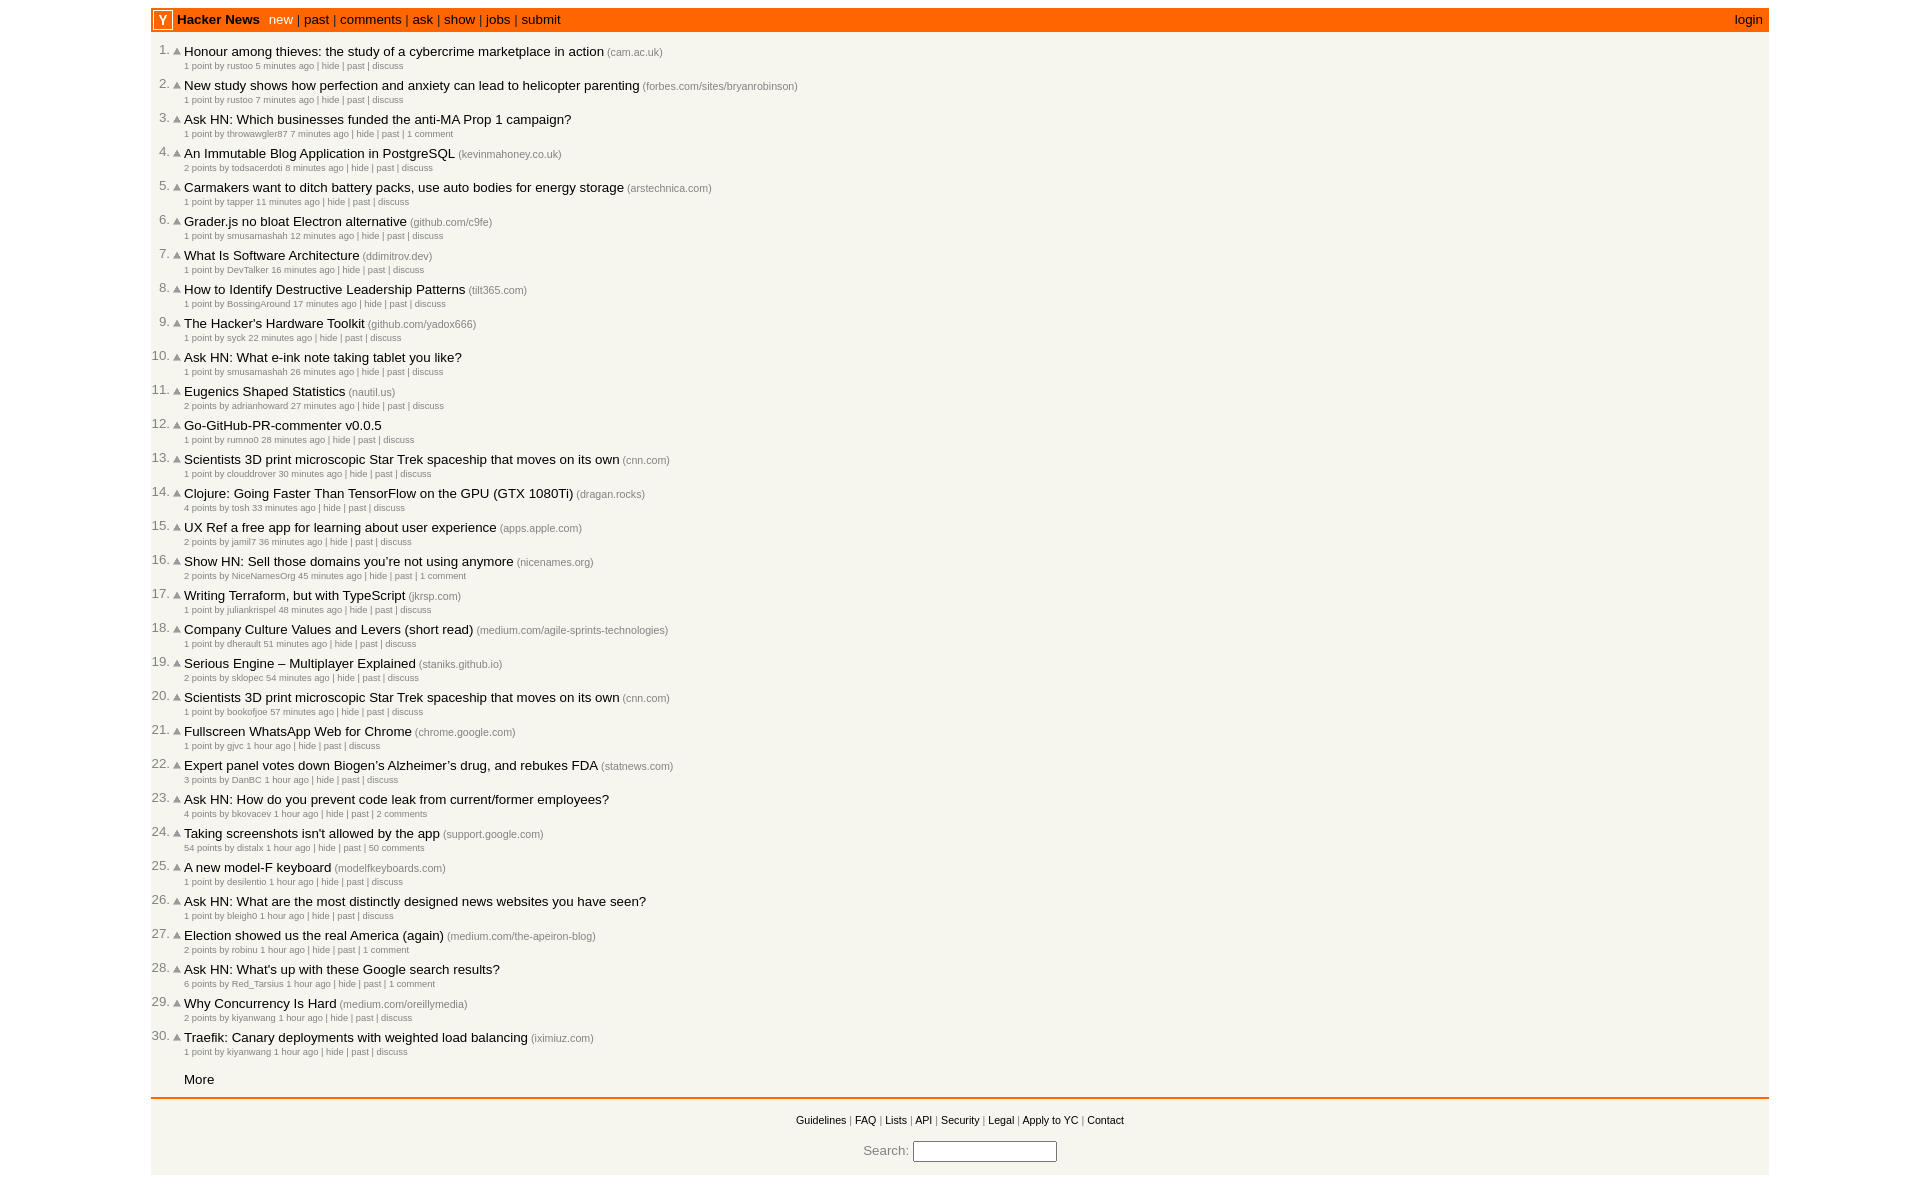 Y Hacker News new | past | comments | ask | show | jobs | submit login
1. Honour among thieves: the study of a cybercrime marketplace in action (cam.ac.uk)
1 point by rustoo 5 minutes ago | hide | past | discuss
2. New study shows how perfection and anxiety can lead to helicopter parenting (forbes.com/sites/bryanrobinson)
1 point by rustoo 7 minutes ago | hide | past | discuss
3. Ask HN: Which businesses funded the anti-MA Prop 1 campaign?
1 point by throwawgler87 7 minutes ago | hide | past | 1 comment
4. An Immutable Blog Application in PostgreSQL (kevinmahoney.co.uk)
2 points by todsacerdoti 8 minutes ago | hide | past | discuss
5. Carmakers want to ditch battery packs, use auto bodies for energy storage (arstechnica.com)
1 point by tapper 11 minutes ago | hide | past | discuss
6. Grader.js no bloat Electron alternative (github.com/c9fe)
1 point by smusamashah 12 minutes ago | hide | past | discuss
7. What Is Software Architecture (ddimitrov.dev)
1 point by DevTalker 16 minutes ago | hide | past | discuss
8. How to Identify Destructive Leadership Patterns (tilt365.com)
1 point by BossingAround 17 minutes ago | hide | past | discuss
9. The Hacker's Hardware Toolkit (github.com/yadox666)
1 point by syck 22 minutes ago | hide | past | discuss
10. Ask HN: What e-ink note taking tablet you like?
1 point by smusamashah 26 minutes ago | hide | past | discuss
11. Eugenics Shaped Statistics (nautil.us)
2 points by adrianhoward 27 minutes ago | hide | past | discuss
12. Go-GitHub-PR-commenter v0.0.5
1 point by rumno0 28 minutes ago | hide | past | discuss
13. Scientists 3D print microscopic Star Trek spaceship that moves on its own (cnn.com)
1 point by clouddrover 30 minutes ago | hide | past | discuss
14. Clojure: Going Faster Than TensorFlow on the GPU (GTX 1080Ti) (dragan.rocks)
4 points by tosh 33 minutes ago | hide | past | discuss
15. UX Ref a free app for learning about user experience (apps.apple.com)
2 points by jamil7 36 minutes ago | hide | past | discuss
16. Show HN: Sell those domains you’re not using anymore (nicenames.org)
2 points by NiceNamesOrg 45 minutes ago | hide | past | 1 comment
17. Writing Terraform, but with TypeScript (jkrsp.com)
1 point by juliankrispel 48 minutes ago | hide | past | discuss
18. Company Culture Values and Levers (short read) (medium.com/agile-sprints-technologies)
1 point by dherault 51 minutes ago | hide | past | discuss
19. Serious Engine – Multiplayer Explained (staniks.github.io)
2 points by sklopec 54 minutes ago | hide | past | discuss
20. Scientists 3D print microscopic Star Trek spaceship that moves on its own (cnn.com)
1 point by bookofjoe 57 minutes ago | hide | past | discuss
21. Fullscreen WhatsApp Web for Chrome (chrome.google.com)
1 point by gjvc 1 hour ago | hide | past | discuss
22. Expert panel votes down Biogen’s Alzheimer’s drug, and rebukes FDA (statnews.com)
3 points by DanBC 1 hour ago | hide | past | discuss
23. Ask HN: How do you prevent code leak from current/former employees?
4 points by bkovacev 1 hour ago | hide | past | 2 comments
24. Taking screenshots isn't allowed by the app (support.google.com)
54 points by distalx 1 hour ago | hide | past | 50 comments
25. A new model-F keyboard (modelfkeyboards.com)
1 point by desilentio 1 hour ago | hide | past | discuss
26. Ask HN: What are the most distinctly designed news websites you have seen?
1 point by bleigh0 1 hour ago | hide | past | discuss
27. Election showed us the real America (again) (medium.com/the-apeiron-blog)
2 points by robinu 1 hour ago | hide | past | 1 comment
28. Ask HN: What's up with these Google search results?
6 points by Red_Tarsius 1 hour ago | hide | past | 1 comment
29. Why Concurrency Is Hard (medium.com/oreillymedia)
2 points by kiyanwang 1 hour ago | hide | past | discuss
30. Traefik: Canary deployments with weighted load balancing (iximiuz.com)
1 point by kiyanwang 1 hour ago | hide | past | discuss
More
Guidelines | FAQ | Lists | API | Security | Legal | Apply to YC | Contact
Search: